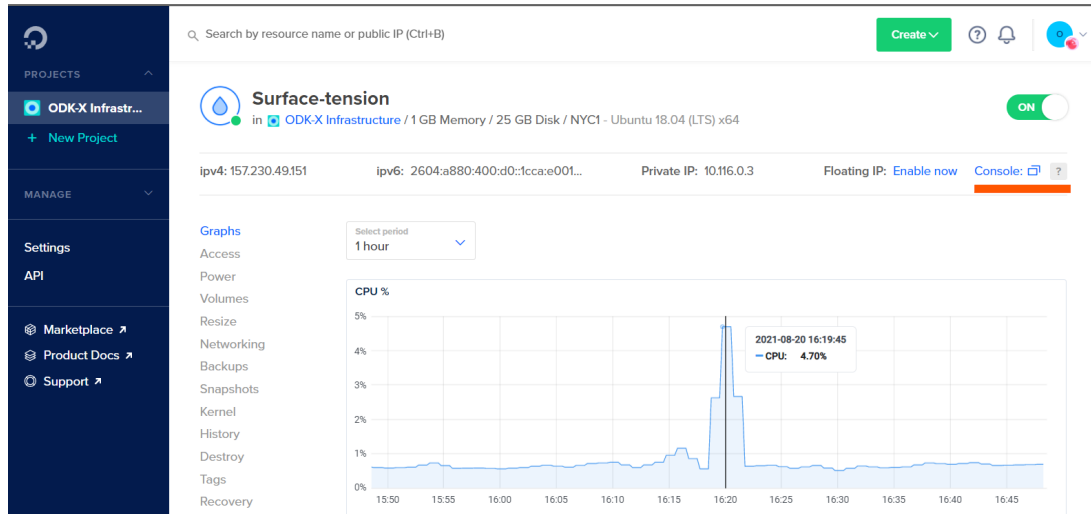 Search by resource name or public IP (Ctrl+B)
Create
?
O
PROJECTS
ODK-X Infrastr...
+ New Project
MANAGE
Settings
API
Marketplace
Product Docs
Support
Surface-tension
in ODK-X Infrastructure / 1 GB Memory / 25 GB Disk / NYC1 - Ubuntu 18.04 (LTS) x64
ON
ipv4: 157.230.49.151 ipv6: 2604:a880:400:d0::1cca:e001... Private IP: 10.116.0.3 Floating IP: Enable now Console: ?
Graphs
Access
Power
Volumes
Resize
Networking
Backups
Snapshots
Kernel
History
Destroy
Tags
Recovery
Select period
1 hour
CPU %
5%
4%
3%
2%
1%
0%
2021-08-20 16:19:45
CPU: 4.70%
15:50 15:55 16:00 16:05 16:10 16:15 16:20 16:25 16:30 16:35 16:40 16:45